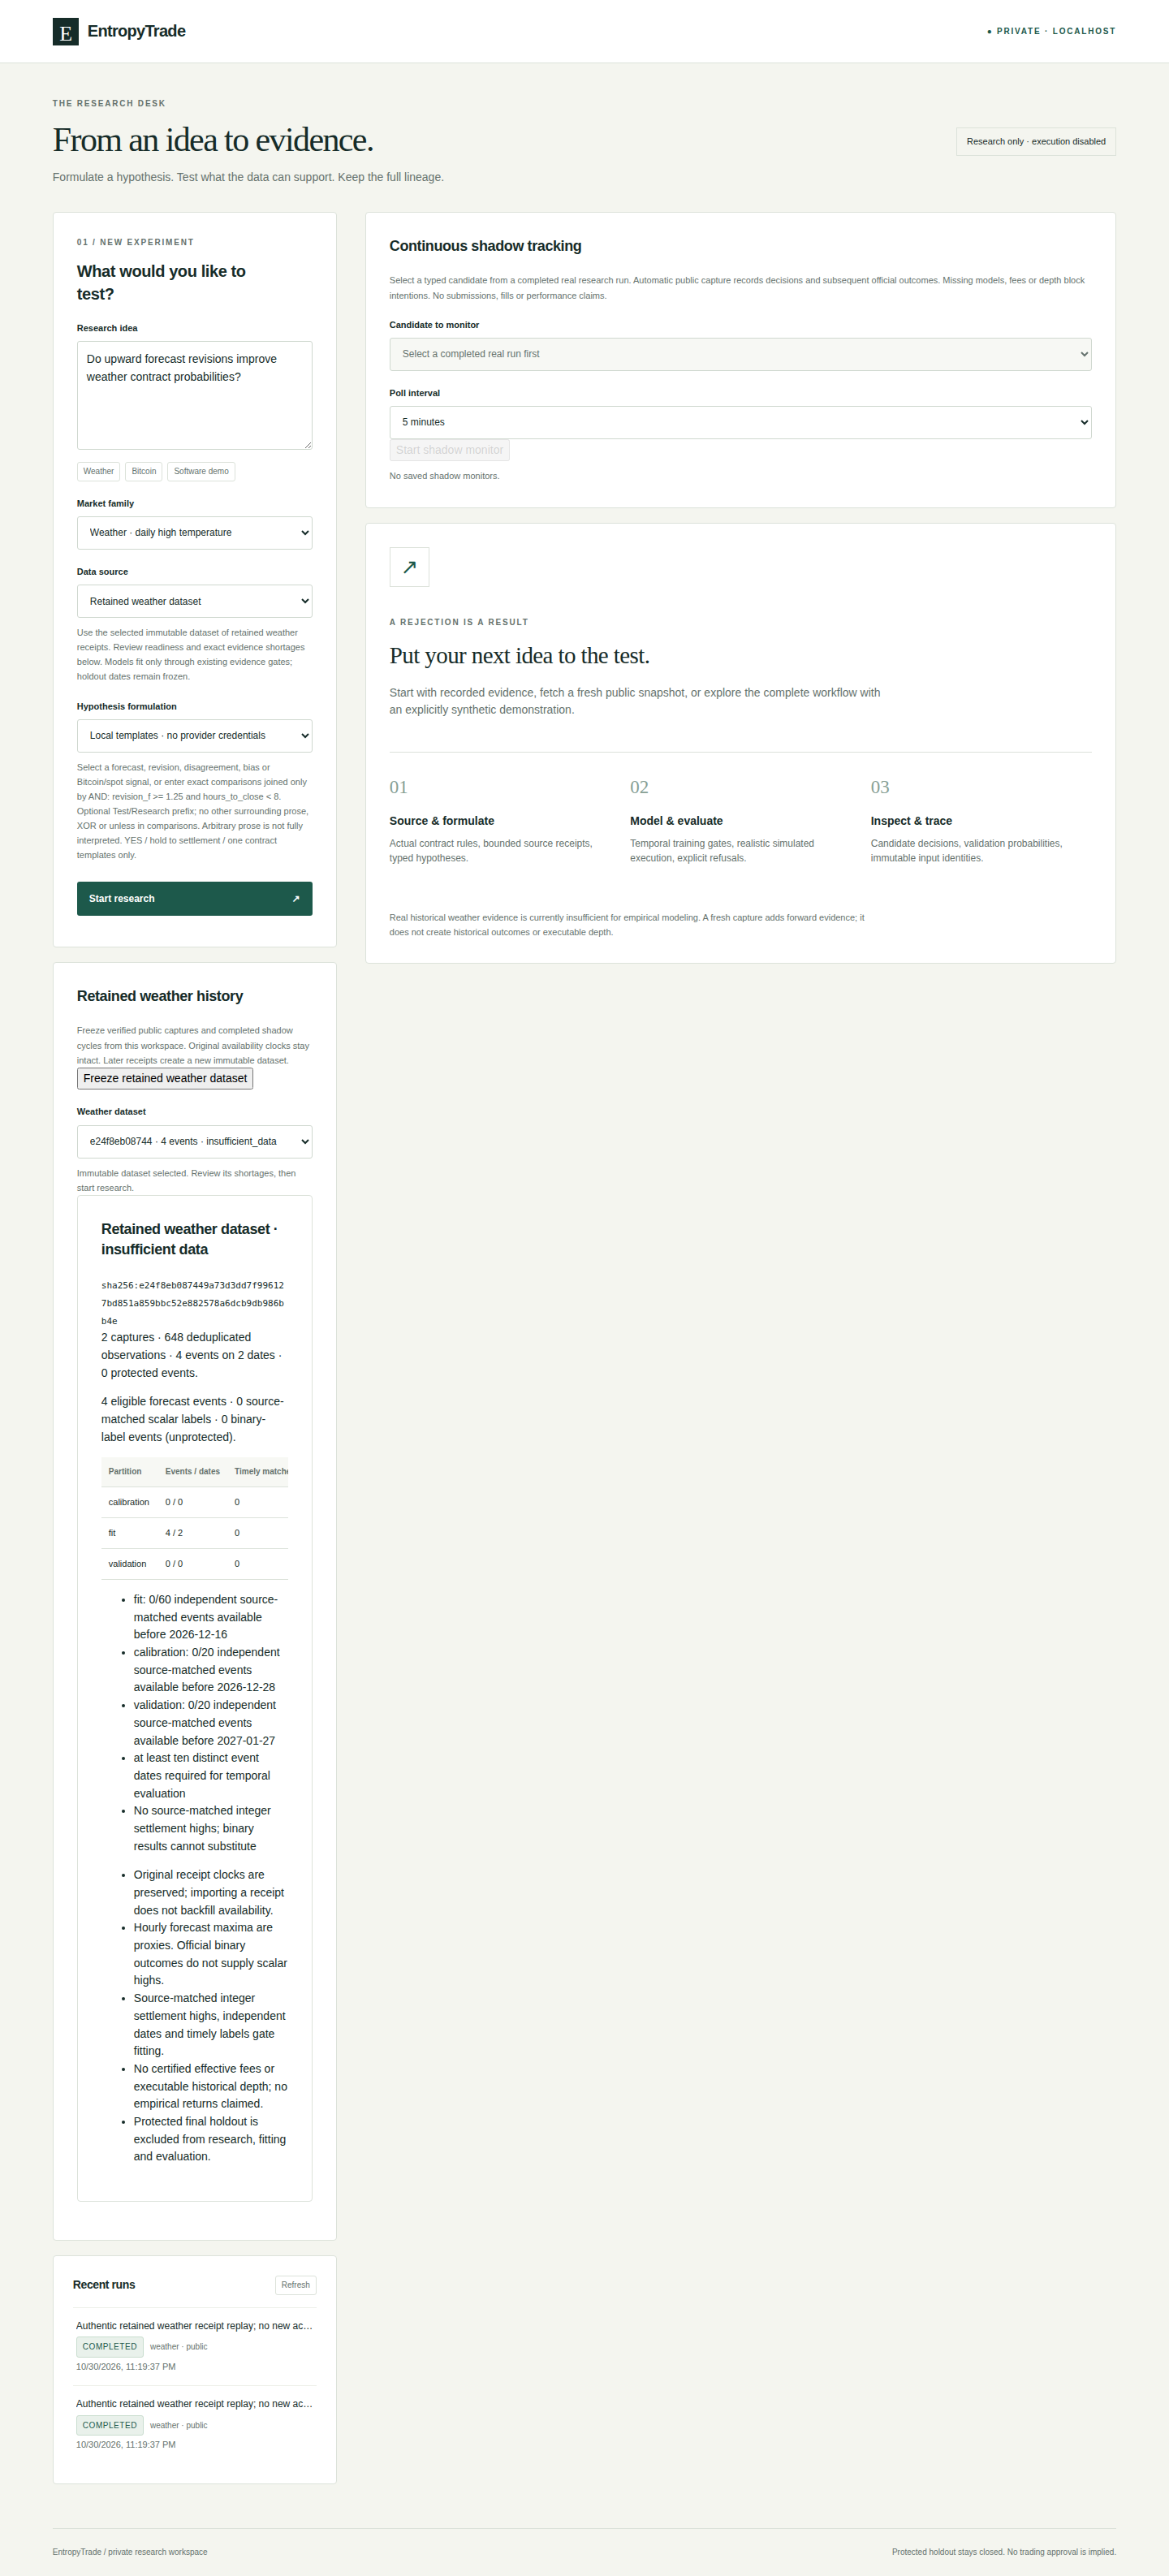 E EntropyTrade
● PRIVATE · LOCALHOST
THE RESEARCH DESK
From an idea to evidence.
Research only · execution disabled
Formulate a hypothesis. Test what the data can support. Keep the full lineage.
01 / NEW EXPERIMENT
What would you like to
test?
Research idea
Do upward forecast revisions improve
weather contract probabilities?
Weather Bitcoin Software demo
Market family
Weather · daily high temperature
Data source
Retained weather dataset
Use the selected immutable dataset of retained weather
receipts. Review readiness and exact evidence shortages
below. Models fit only through existing evidence gates;
holdout dates remain frozen.
Hypothesis formulation
Local templates · no provider credentials
Select a forecast, revision, disagreement, bias or
Bitcoin/spot signal, or enter exact comparisons joined only
by AND: revision_f >= 1.25 and hours_to_close < 8.
Optional Test/Research prefix; no other surrounding prose,
XOR or unless in comparisons. Arbitrary prose is not fully
interpreted. YES / hold to settlement / one contract
templates only.
Start research ↗
Continuous shadow tracking
Select a typed candidate from a completed real research run. Automatic public capture records decisions and subsequent official outcomes. Missing models, fees or depth block
intentions. No submissions, fills or performance claims.
Candidate to monitor
Select a completed real run first
Poll interval
5 minutes
Start shadow monitor
No saved shadow monitors.
↗
A REJECTION IS A RESULT
Put your next idea to the test.
Start with recorded evidence, fetch a fresh public snapshot, or explore the complete workflow with
an explicitly synthetic demonstration.
01
Source & formulate
Actual contract rules, bounded source receipts,
typed hypotheses.
02
Model & evaluate
Temporal training gates, realistic simulated
execution, explicit refusals.
03
Inspect & trace
Candidate decisions, validation probabilities,
immutable input identities.
Real historical weather evidence is currently insufficient for empirical modeling. A fresh capture adds forward evidence; it
does not create historical outcomes or executable depth.
Retained weather history
Freeze verified public captures and completed shadow
cycles from this workspace. Original availability clocks stay
intact. Later receipts create a new immutable dataset.
Freeze retained weather dataset
Weather dataset
e24f8eb08744 · 4 events · insufficient_data
Immutable dataset selected. Review its shortages, then
start research.
Retained weather dataset ·
insufficient data
sha256:e24f8eb087449a73d3dd7f99612
7bd851a859bbc52e882578a6dcb9db986b
b4e
2 captures · 648 deduplicated
observations · 4 events on 2 dates ·
0 protected events.
4 eligible forecast events · 0 source-
matched scalar labels · 0 binary-
label events (unprotected).
Partition Events / dates Timely matche
calibration 0 / 0 0
fit 4 / 2 0
validation 0 / 0 0
• fit: 0/60 independent source-
matched events available
before 2026-12-16
• calibration: 0/20 independent
source-matched events
available before 2026-12-28
• validation: 0/20 independent
source-matched events
available before 2027-01-27
• at least ten distinct event
dates required for temporal
evaluation
• No source-matched integer
settlement highs; binary
results cannot substitute
• Original receipt clocks are
preserved; importing a receipt
does not backfill availability.
• Hourly forecast maxima are
proxies. Official binary
outcomes do not supply scalar
highs.
• Source-matched integer
settlement highs, independent
dates and timely labels gate
fitting.
• No certified effective fees or
executable historical depth; no
empirical returns claimed.
• Protected final holdout is
excluded from research, fitting
and evaluation.
Recent runs Refresh
Authentic retained weather receipt replay; no new ac…
COMPLETED weather · public
10/30/2026, 11:19:37 PM
Authentic retained weather receipt replay; no new ac…
COMPLETED weather · public
10/30/2026, 11:19:37 PM
EntropyTrade / private research workspace
Protected holdout stays closed. No trading approval is implied.